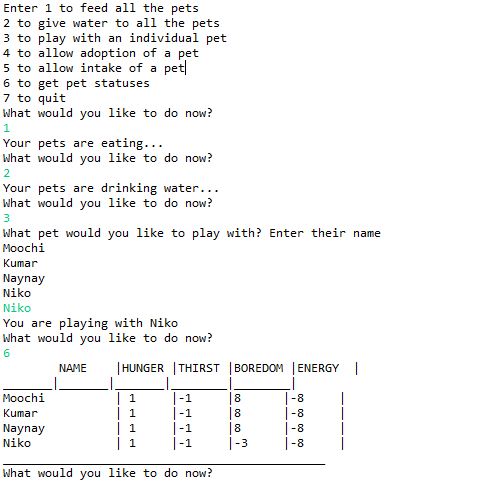 Enter 1 to feed all the pets
2 to give water to all the pets
3 to play with an individual pet
4 to allow adoption of a pet
5 to allow intake of a pet
6 to get pet statuses
7 to quit
What would you like to do now?
1
Your pets are eating...
What would you like to do now?
2
Your pets are drinking water...
What would you like to do now?
3
What pet would you like to play with? Enter their name
Moochi
Kumar
Naynay
Niko
Niko
You are playing with Niko
What would you like to do now?
6
NAME |HUNGER |THIRST |BOREDOM |ENERGY |
_______|_______|_______|________|________|
Moochi | 1 |-1 |8 |-8 |
Kumar | 1 |-1 |8 |-8 |
Naynay | 1 |-1 |8 |-8 |
Niko | 1 |-1 |-3 |-8 |
______________________________________________
What would you like to do now?